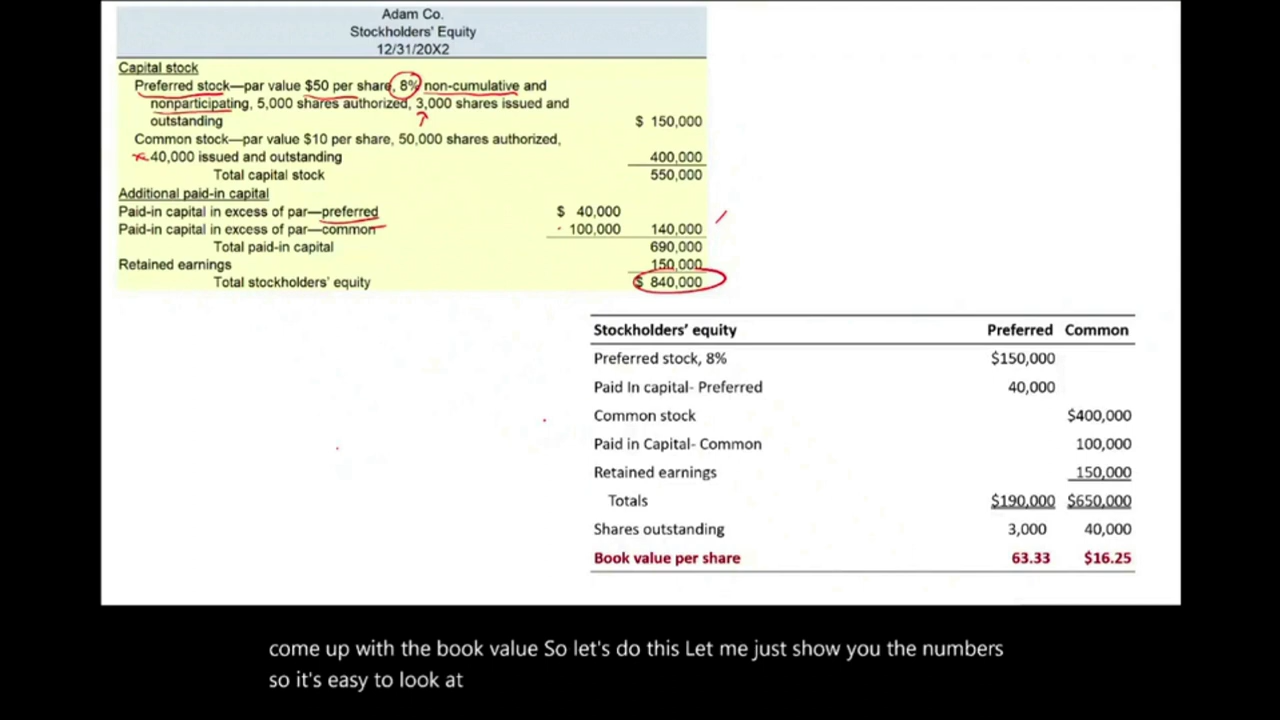 Adam Co.
Stockholders' Equity
12/31/20X2
Capital stock
Preferred stock—par value $50 per share, 8% non-cumulative and
nonparticipating, 5,000 shares authorized, 3,000 shares issued and
outstanding $ 150,000
Common stock—par value $10 per share, 50,000 shares authorized,
40,000 issued and outstanding 400,000
Total capital stock 550,000
Additional paid-in capital
Paid-in capital in excess of par—preferred $ 40,000
Paid-in capital in excess of par—common 100,000 140,000
Total paid-in capital 690,000
Retained earnings 150,000
Total stockholders' equity $ 840,000
Stockholders' equity Preferred Common
Preferred stock, 8% $150,000
Paid In capital- Preferred 40,000
Common stock $400,000
Paid in Capital- Common 100,000
Retained earnings 150,000
Totals $190,000 $650,000
Shares outstanding 3,000 40,000
Book value per share 63.33 $16.25
come up with the book value So let's do this Let me just show you the numbers
so it's easy to look at